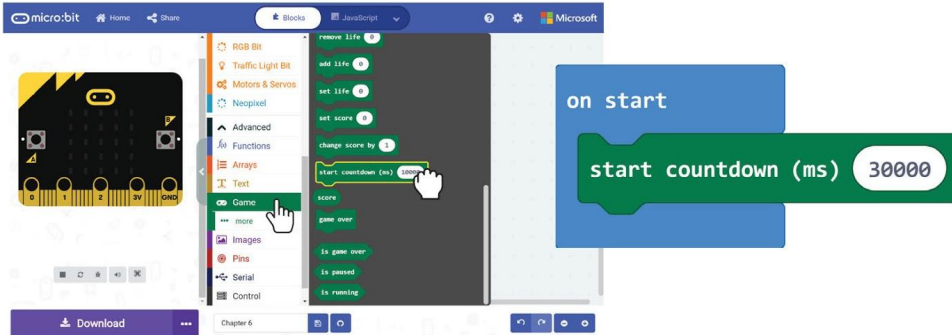 micro:bit Home Share Blocks JavaScript Microsoft
RGB Bit
Traffic Light Bit
Motors & Servos
Neopixel
Advanced
Functions
Arrays
Text
Game
more
Images
Pins
Serial
Control
remove life 0
add life 0
set life 0
set score 0
change score by 1
start countdown (ms) 10000
score
game over
is game over
is paused
is running
A
B
0 1 2 3V GND
Download
Chapter 6
on start
start countdown (ms) 30000